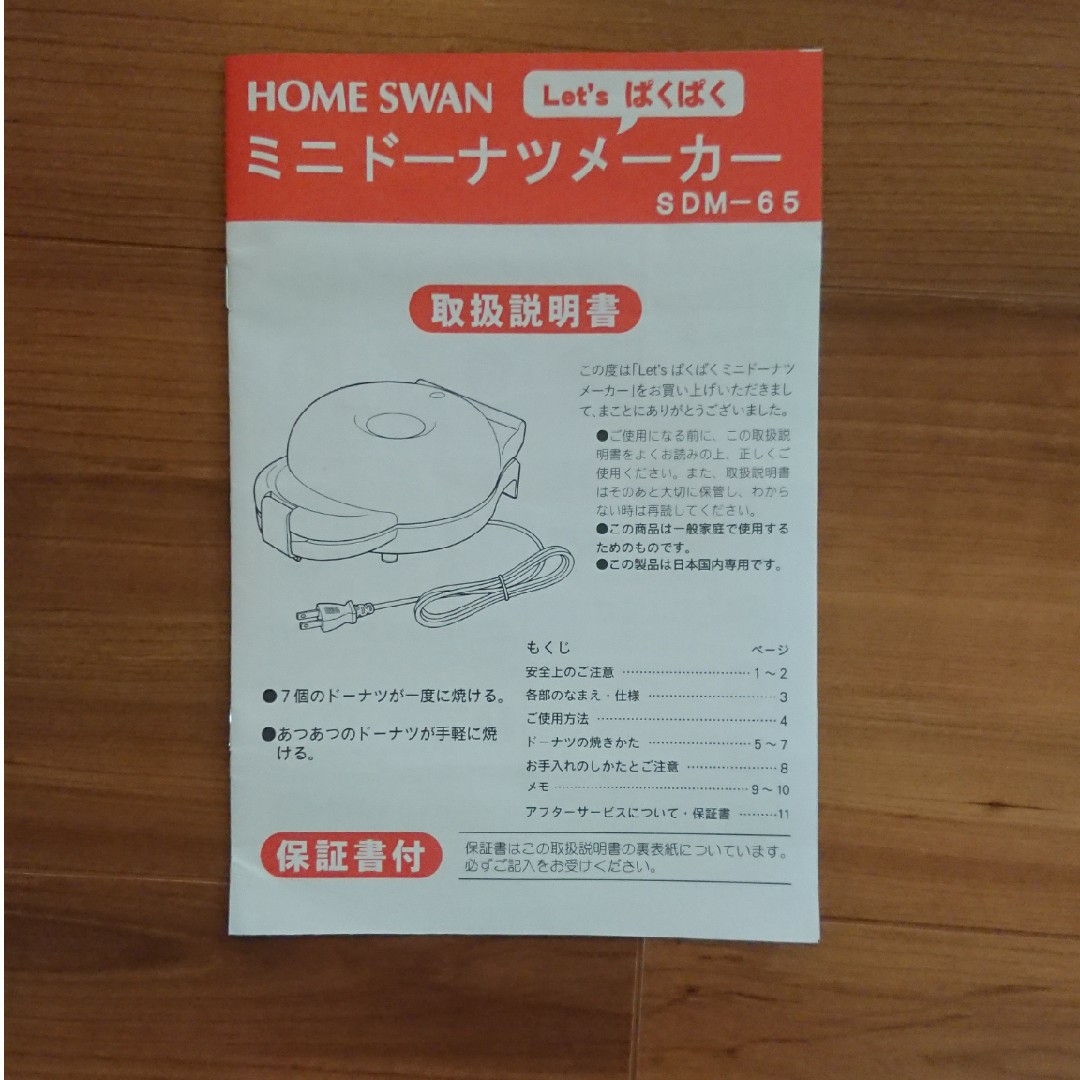 HOME SWAN Let's ぱくぱく
ミニドーナツメーカー
SDM-65
取扱説明書
この度は「Let's ぱくぱくミニドーナツ
メーカー」をお買い上げいただきまし
て、まことにありがとうございました。
●ご使用になる前に、この取扱説
明書をよくお読みの上、正しくご
使用ください。また、取扱説明書
はそのあと大切に保管し、わから
ない時は再読してください。
●この商品は一般家庭で使用する
ためのものです。
●この製品は日本国内専用です。
●7個のドーナツが一度に焼ける。
●あつあつのドーナツが手軽に焼
ける。
もくじ ページ
安全上のご注意 ………………… 1〜2
各部のなまえ・仕様 ………………… 3
ご使用方法 ………………… 4
ドーナツの焼きかた ………………… 5〜7
お手入れのしかたとご注意 ………………… 8
メモ ………………… 9〜10
アフターサービスについて・保証書 ………11
保証書付
保証書はこの取扱説明書の裏表紙についています。
必ずご記入をお受けください。